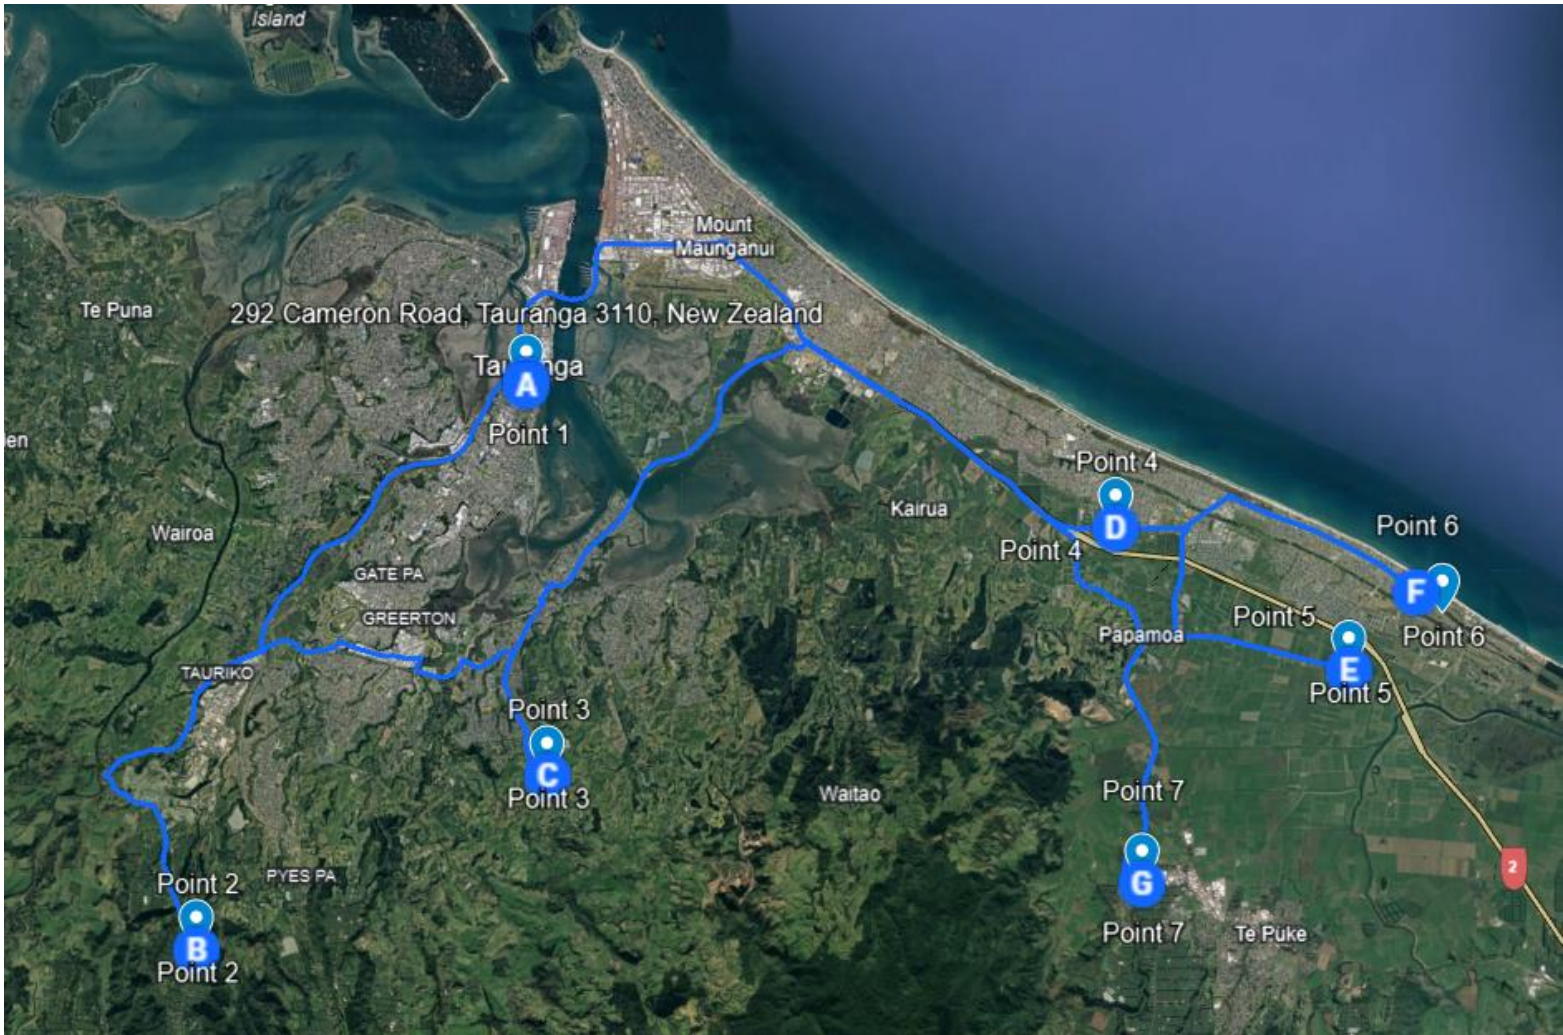 Island
Mount
Maunganui
Te Puna
292 Cameron Road, Tauranga 3110, New Zealand
Tauranga
A
Point 1
en
Wairoa
Kairua
Point 4
D
Point 4
Point 6
F
Point 6
GATE PA
GREERTON
Papamoa
Point 5
E
Point 5
TAURIKO
Point 3
C
Point 3
Waitao
Point 7
G
Point 7
Te Puke
2
Point 2
B
Point 2
PYES PA